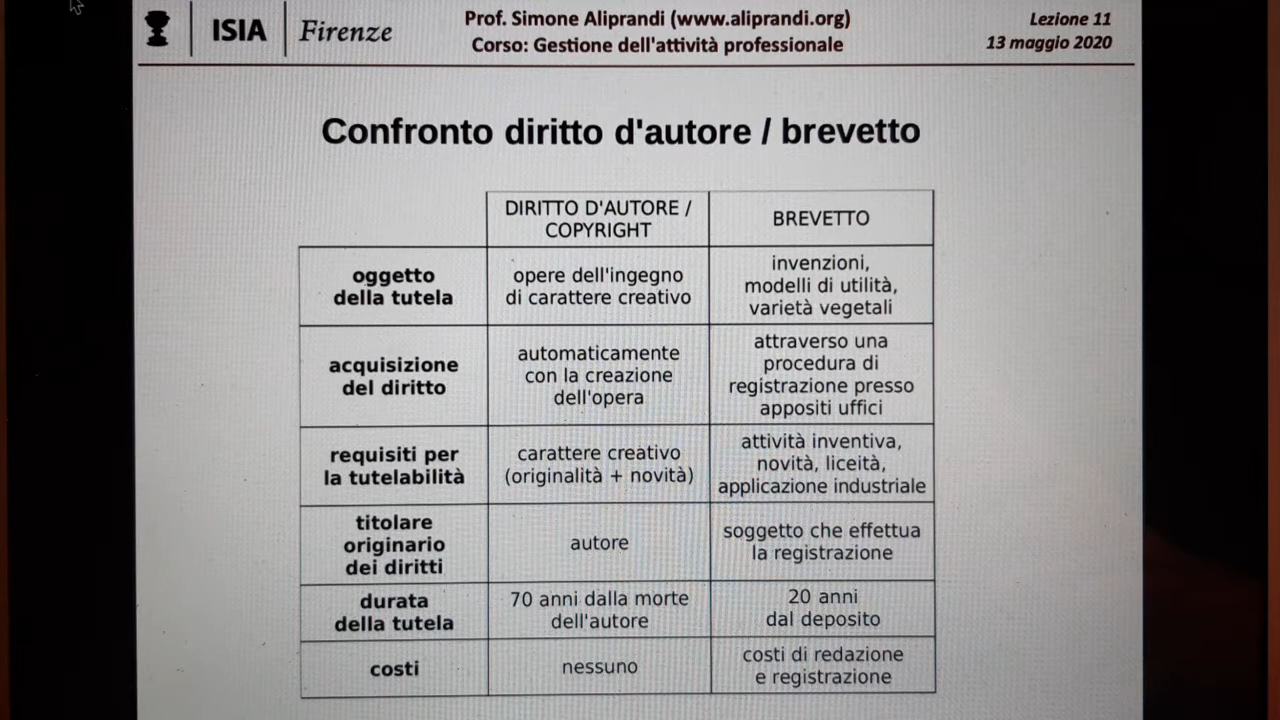 ISIA Firenze
Prof. Simone Aliprandi (www.aliprandi.org)
Corso: Gestione dell'attività professionale
Lezione 11
13 maggio 2020
Confronto diritto d'autore / brevetto
DIRITTO D'AUTORE /
COPYRIGHT
BREVETTO
oggetto
della tutela
opere dell'ingegno
di carattere creativo
invenzioni,
modelli di utilità,
varietà vegetali
acquisizione
del diritto
automaticamente
con la creazione
dell'opera
attraverso una
procedura di
registrazione presso
appositi uffici
requisiti per
la tutelabilità
carattere creativo
(originalità + novità)
attività inventiva,
novità, liceità,
applicazione industriale
titolare
originario
dei diritti
autore
soggetto che effettua
la registrazione
durata
della tutela
70 anni dalla morte
dell'autore
20 anni
dal deposito
costi
nessuno
costi di redazione
e registrazione